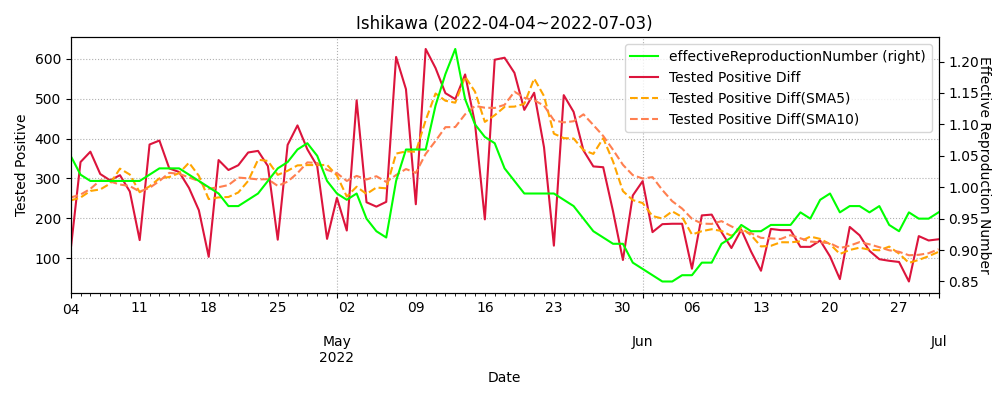 Ishikawa (2022-04-04~2022-07-03)
effectiveReproductionNumber (right)
Tested Positive Diff
Tested Positive Diff(SMA5)
Tested Positive Diff(SMA10)
Tested Positive
600
500
400
300
200
100
1.20
1.15
1.10
1.05
1.00
0.95
0.90
0.85
Effective Reproduction Number
04 11 18 25 02 09 16 23 30 06 13 20 27
May Jun Jul
2022
Date